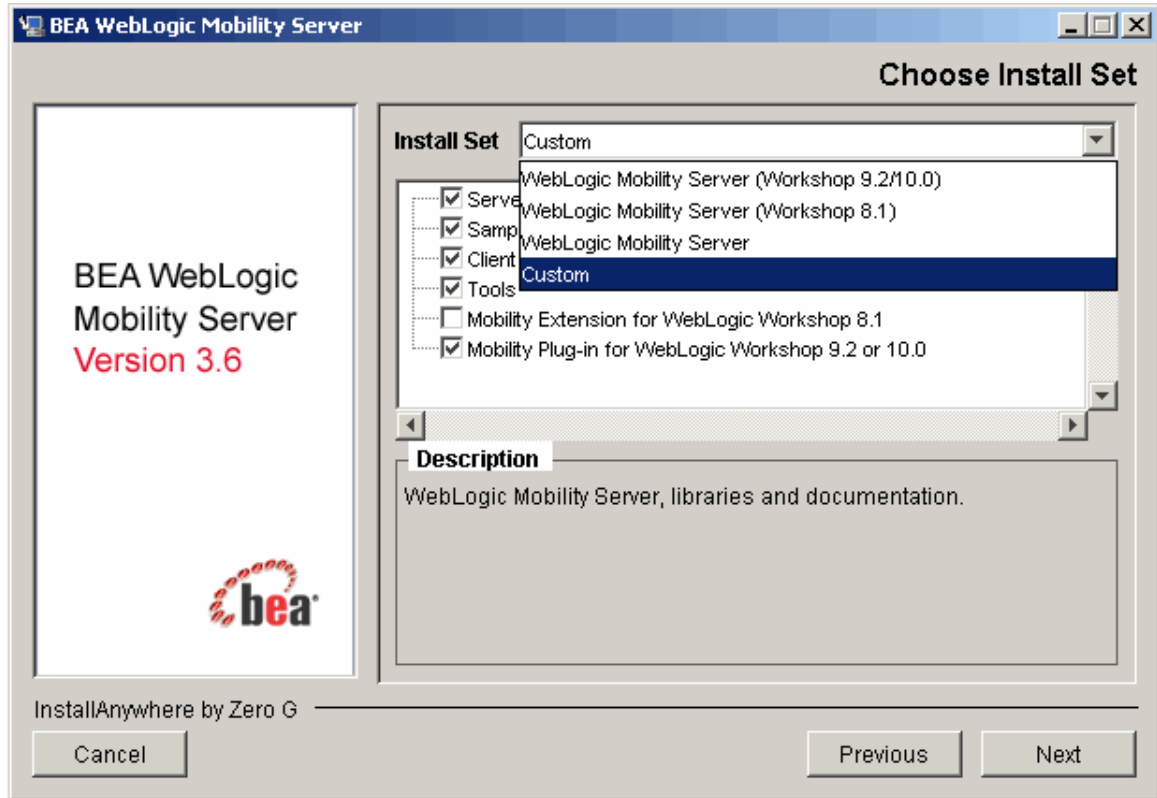 BEA WebLogic Mobility Server
Choose Install Set
BEA WebLogic
Mobility Server
Version 3.6
bea
Install Set Custom
WebLogic Mobility Server (Workshop 9.2/10.0)
WebLogic Mobility Server (Workshop 8.1)
WebLogic Mobility Server
Custom
Serve
Samp
Client
Tools
Mobility Extension for WebLogic Workshop 8.1
Mobility Plug-in for WebLogic Workshop 9.2 or 10.0
Description
WebLogic Mobility Server, libraries and documentation.
InstallAnywhere by Zero G
Cancel Previous Next